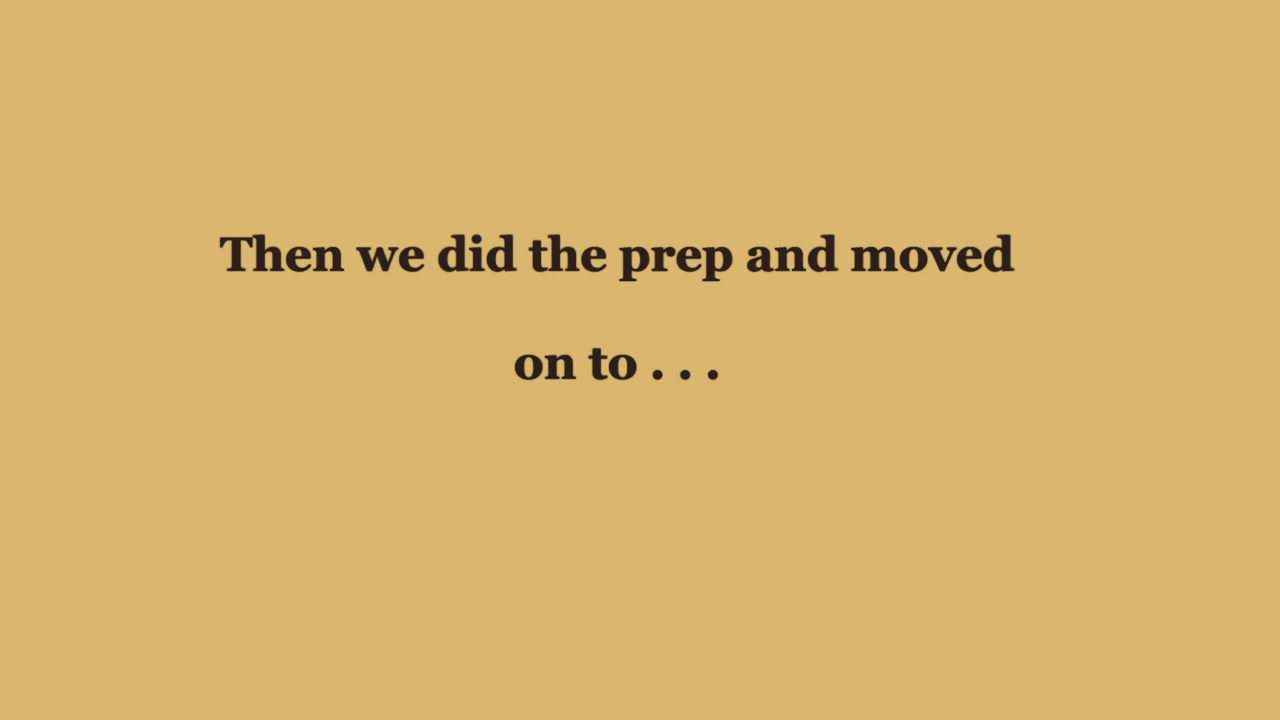 Then we did the prep and moved
on to . . .